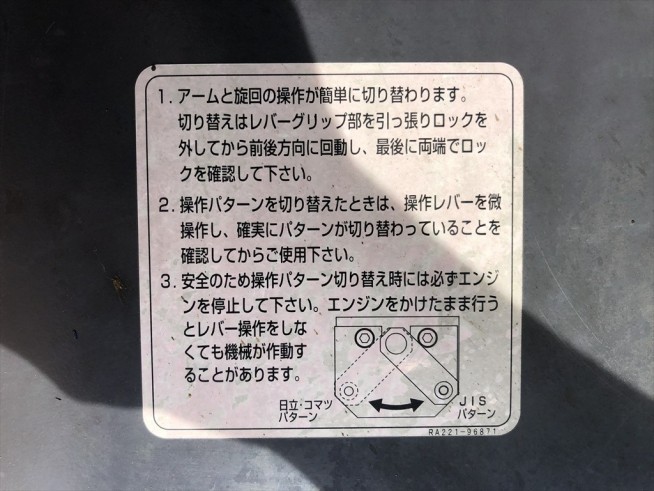 1. アームと旋回の操作が簡単に切り替わります。
切り替えはレバーグリップ部を引っ張りロックを
外してから前後方向に回動し、最後に両端でロッ
クを確認して下さい。
2. 操作パターンを切り替えたときは、操作レバーを微
操作し、確実にパターンが切り替わっていることを
確認してからご使用下さい。
3. 安全のため操作パターン切り替え時には必ずエンジ
ンを停止して下さい。エンジンをかけたまま行う
とレバー操作をしな
くても機械が作動す
ることがあります。
日立・コマツ
パターン
JIS
パターン
RA221-96871